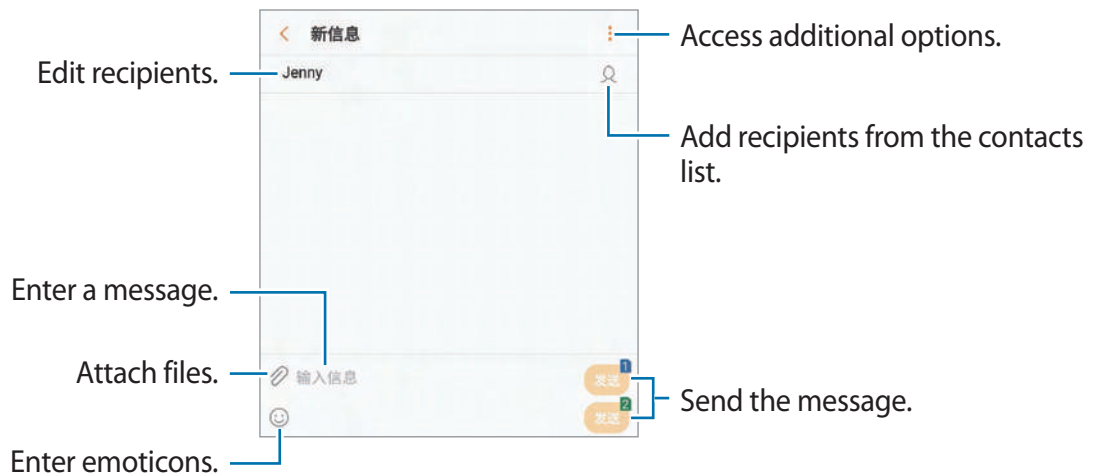 新信息
Access additional options.
Edit recipients.
Jenny
Add recipients from the contacts
list.
Enter a message.
Attach files.
输入信息
发送
1
Send the message.
发送
2
Enter emoticons.